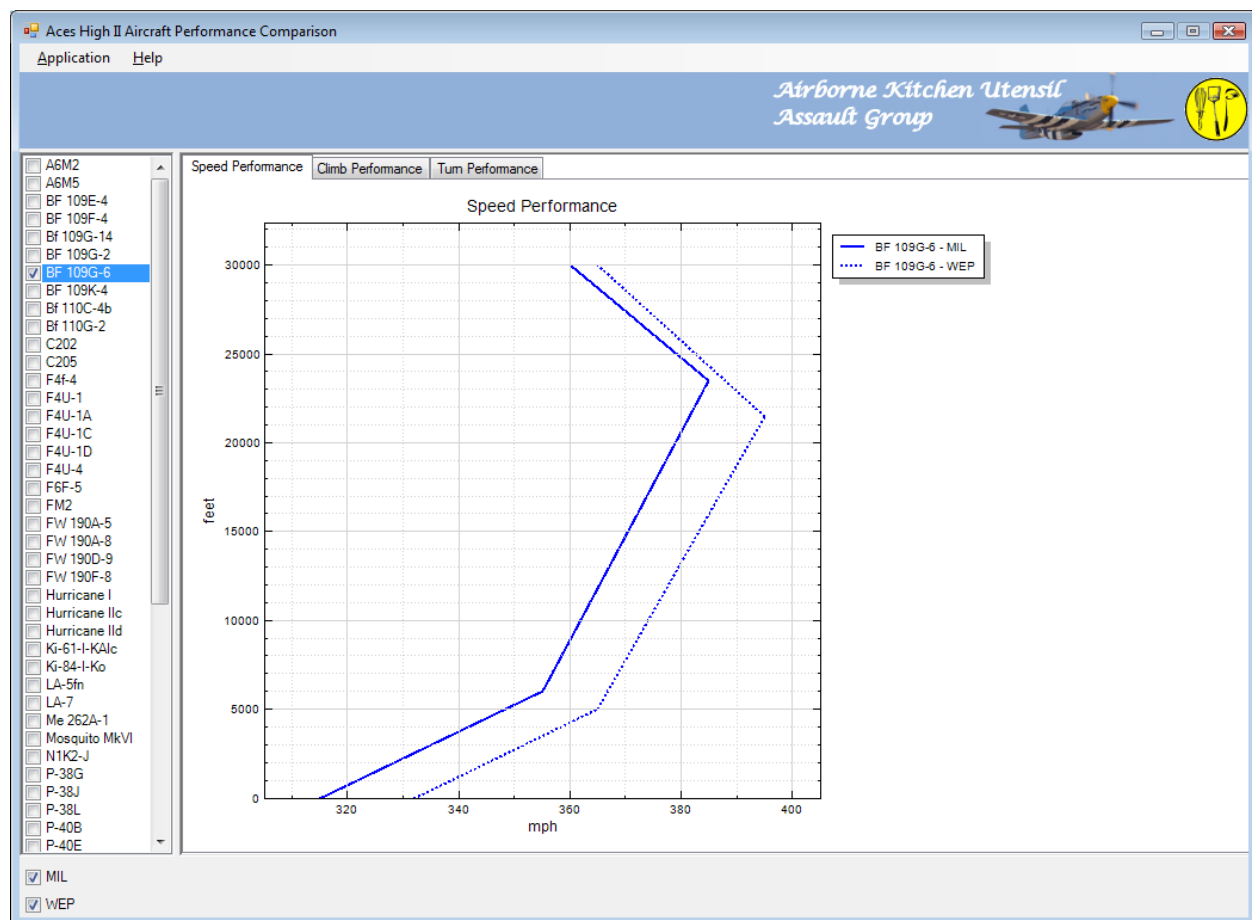 Aces High II Aircraft Performance Comparison
Application Help
Airborne Kitchen Utensil
Assault Group
A6M2
A6M5
BF 109E-4
BF 109F-4
Bf 109G-14
BF 109G-2
BF 109G-6
BF 109K-4
Bf 110C-4b
Bf 110G-2
C202
C205
F4f-4
F4U-1
F4U-1A
F4U-1C
F4U-1D
F4U-4
F6F-5
FM2
FW 190A-5
FW 190A-8
FW 190D-9
FW 190F-8
Hurricane I
Hurricane IIc
Hurricane IId
Ki-61-I-KAIc
Ki-84-I-Ko
LA-5fn
LA-7
Me 262A-1
Mosquito MkVI
N1K2-J
P-38G
P-38J
P-38L
P-40B
P-40E
MIL
WEP
Speed Performance Climb Performance Turn Performance
Speed Performance
30000
25000
20000
15000
10000
5000
0
feet
320 340 360 380 400
mph
BF 109G-6 - MIL
BF 109G-6 - WEP